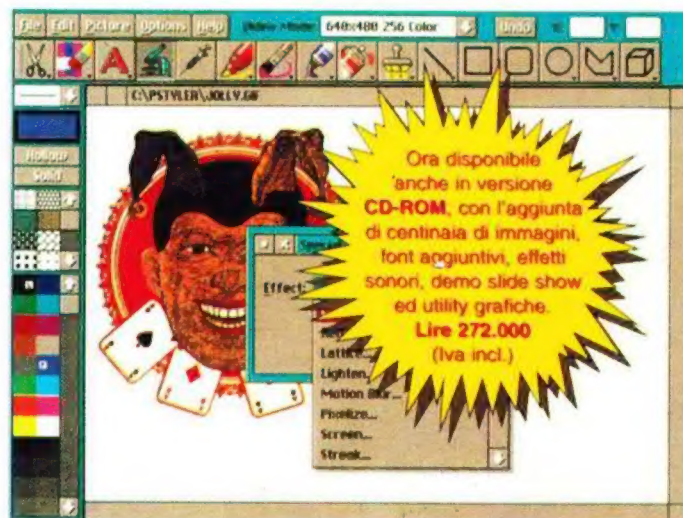 File Edit Picture Options Help Video Mode: 640x480 256 Color Undo X: Y:
C:\PSTYLER\JOLLY.GIF
Hollow
Solid
Effect:
Lattice...
Lighten...
Motion Blur...
Pixelize...
Screen...
Streak...
Ora disponibile
anche in versione
CD-ROM, con l'aggiunta
di centinaia di immagini,
font aggiuntivi, effetti
sonori, demo slide show
ed utility grafiche.
Lire 272.000
(Iva incl.)